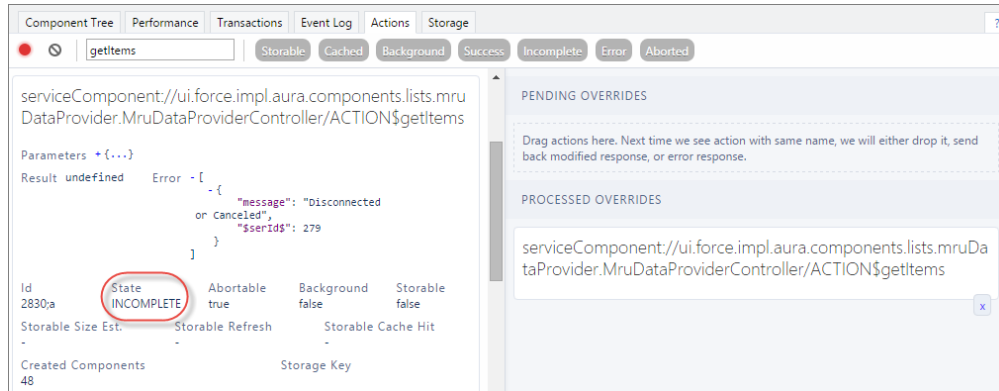 Component Tree Performance Transactions Event Log Actions Storage ?
getItems Storable Cached Background Success Incomplete Error Aborted
serviceComponent://ui.force.impl.aura.components.lists.mru
DataProvider.MruDataProviderController/ACTION$getItems
Parameters +{...}
Result undefined Error -[
-{
"message": "Disconnected
or Canceled",
"$serId$": 279
}
]
Id State Abortable Background Storable
2830;a INCOMPLETE true false false
Storable Size Est. Storable Refresh Storable Cache Hit
- - -
Created Components Storage Key
48
PENDING OVERRIDES
Drag actions here. Next time we see action with same name, we will either drop it, send
back modified response, or error response.
PROCESSED OVERRIDES
serviceComponent://ui.force.impl.aura.components.lists.mruDa
taProvider.MruDataProviderController/ACTION$getItems
x